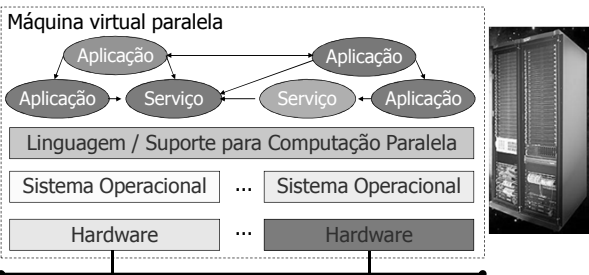 Máquina virtual paralela
Aplicação
Aplicação
Aplicação
Serviço
Serviço
Aplicação
Linguagem / Suporte para Computação Paralela
Sistema Operacional ... Sistema Operacional
Hardware ... Hardware